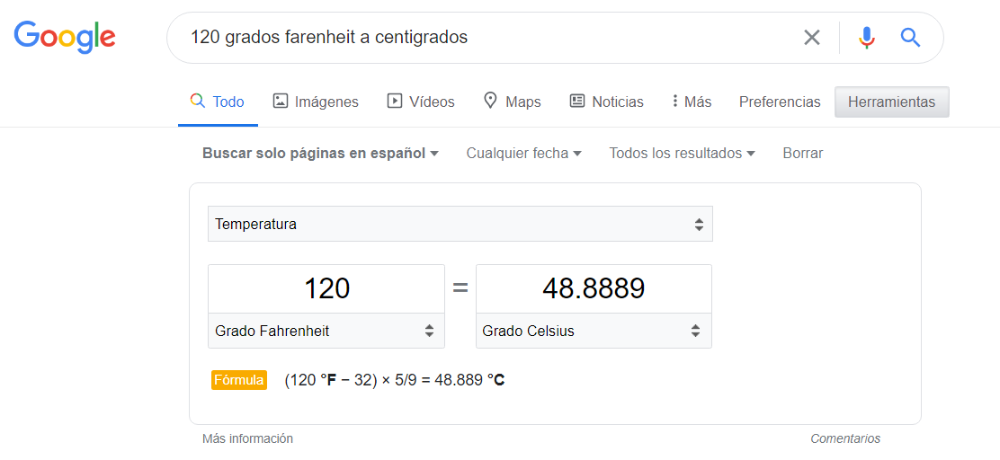 Google
120 grados farenheit a centigrados
Todo Imágenes Vídeos Maps Noticias Más Preferencias Herramientas
Buscar solo páginas en español Cualquier fecha Todos los resultados Borrar
Temperatura
120 = 48.8889
Grado Fahrenheit Grado Celsius
Fórmula (120 °F − 32) × 5/9 = 48.889 °C
Más información Comentarios